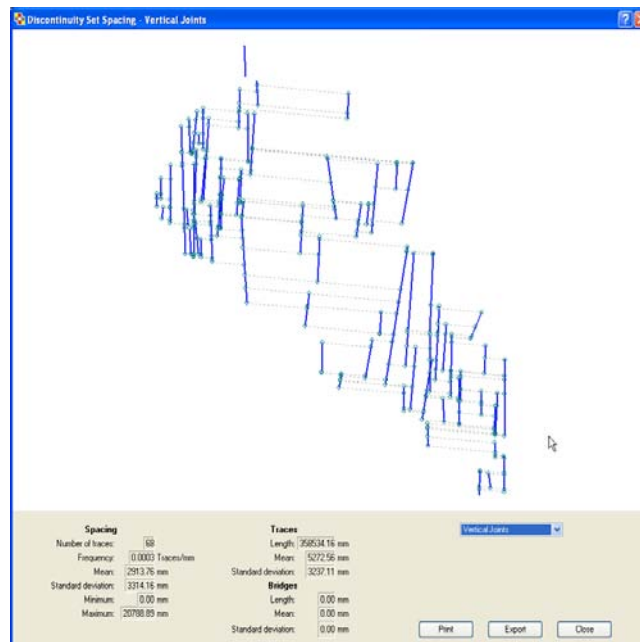 Discontinuity Set Spacing - Vertical Joints
Spacing
Number of traces: 68
Frequency: 0.0003 Traces/mm
Mean: 2913.76 mm
Standard deviation: 3314.16 mm
Minimum: 0.00 mm
Maximum: 20788.89 mm
Traces
Length: 358534.16 mm
Mean: 5272.56 mm
Standard deviation: 3237.11 mm
Bridges
Length: 0.00 mm
Mean: 0.00 mm
Standard deviation: 0.00 mm
Vertical Joints
Print Export Close